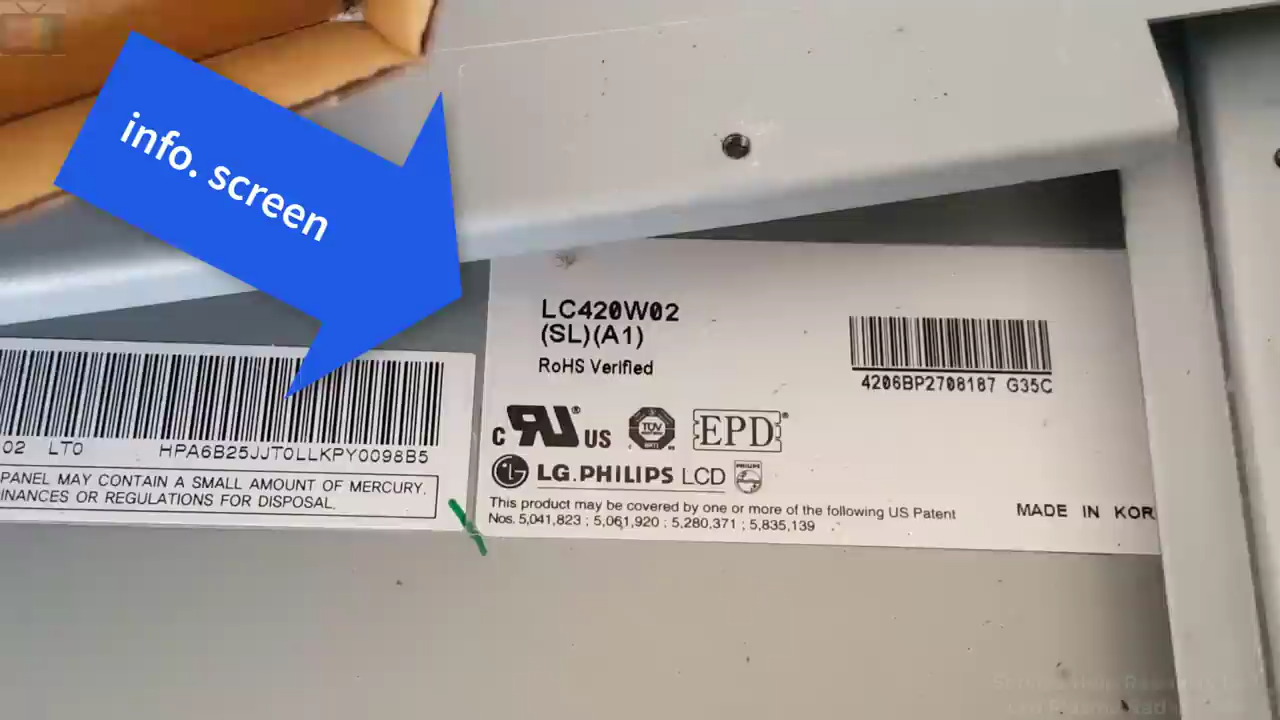 info. screen
LC420W02
(SL)(A1)
RoHS Verified
4206BP2708187 G35C
C UR® US TÜV EPD®
LG.PHILIPS LCD PHILIPS
This product may be covered by one or more of the following US Patent
Nos. 5,041,823 ; 5,061,920 ; 5,280,371 ; 5,835,139
MADE IN KOR
02 LT0 HPA6B25JJT0LLKPY0098B5
PANEL MAY CONTAIN A SMALL AMOUNT OF MERCURY.
INANCES OR REGULATIONS FOR DISPOSAL.